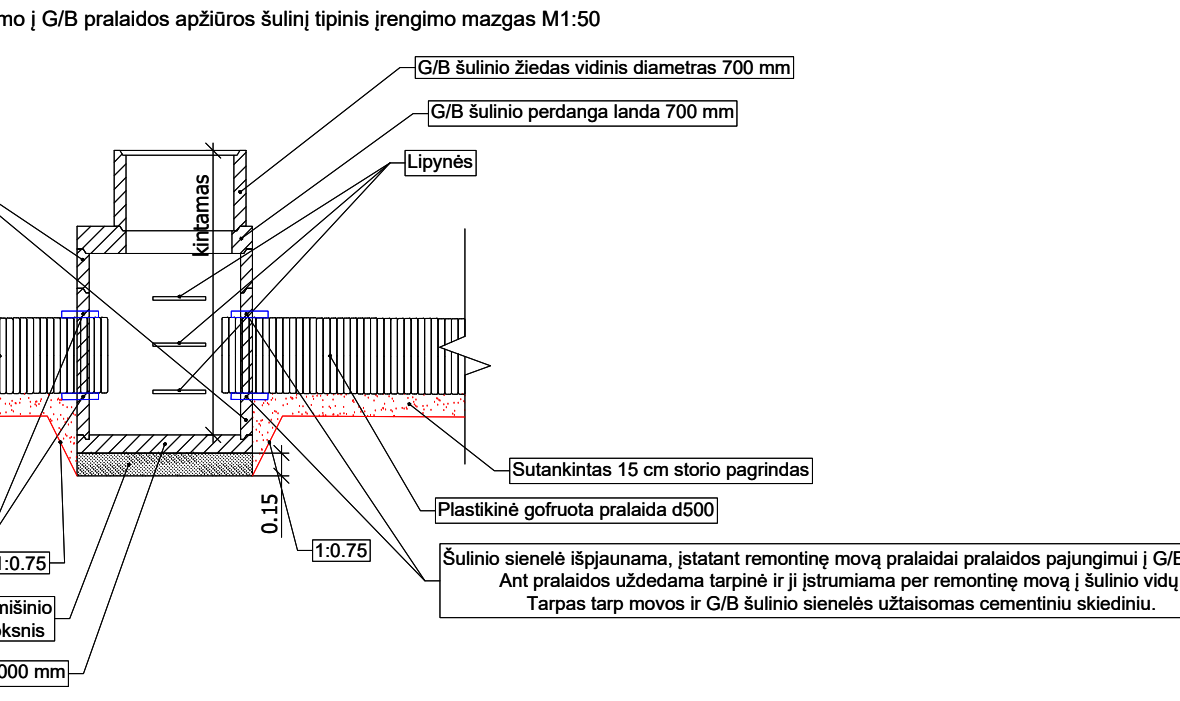 į G/B pralaidos apžiūros šulinį tipinis įrengimo mazgas M1:50
G/B šulinio žiedas vidinis diametras 700 mm
G/B šulinio perdanga landa 700 mm
Lipynės
kintamas
Sutankintas 15 cm storio pagrindas
Plastikinė gofruota pralaida d500
0.15
1:0.75
Šulinio sienelė išpjaunama, įstatant remontinę movą pralaidai pralaidos pajungimui į
Ant pralaidos uždedama tarpinė ir ji įstrumiama per remontinę movą į šulinio vidų
Tarpas tarp movos ir G/B šulinio sienelės užtaisomas cementiniu skiediniu.
:0.75
mišinio
ksnis
000 mm